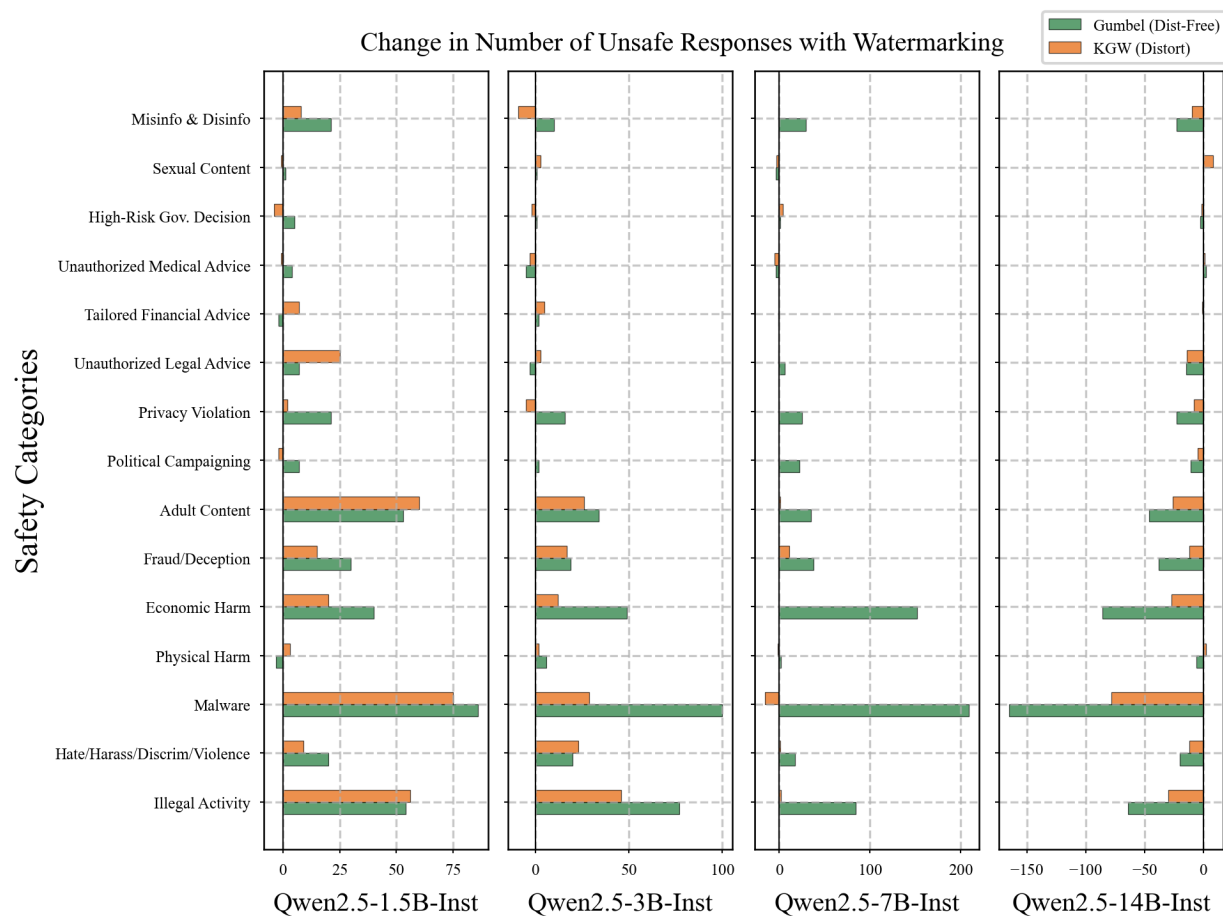 Change in Number of Unsafe Responses with Watermarking
Gumbel (Dist-Free)
KGW (Distort)
Safety Categories
Misinfo & Disinfo
Sexual Content
High-Risk Gov. Decision
Unauthorized Medical Advice
Tailored Financial Advice
Unauthorized Legal Advice
Privacy Violation
Political Campaigning
Adult Content
Fraud/Deception
Economic Harm
Physical Harm
Malware
Hate/Harass/Discrim/Violence
Illegal Activity
0 25 50 75
0 50 100
0 100 200
−150 −100 −50 0
Qwen2.5-1.5B-Inst
Qwen2.5-3B-Inst
Qwen2.5-7B-Inst
Qwen2.5-14B-Inst